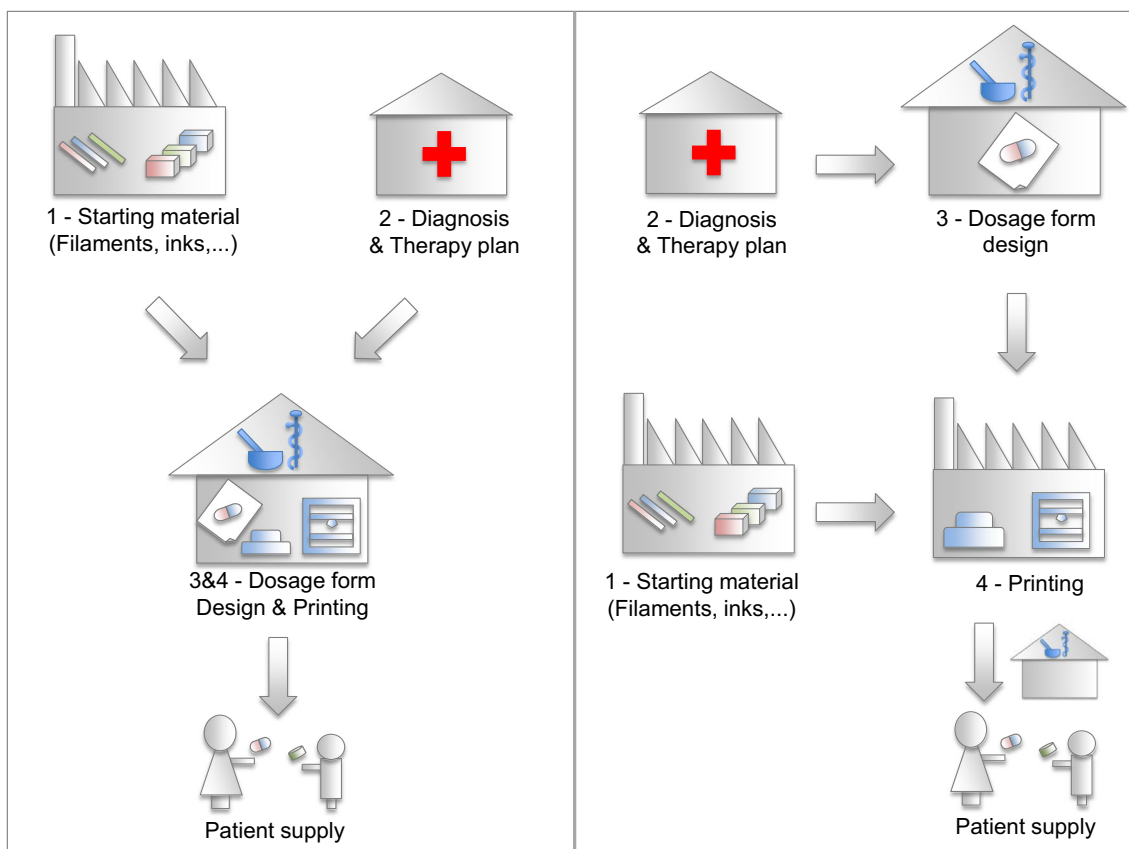 1 - Starting material
(Filaments, inks,...)
2 - Diagnosis
& Therapy plan
3&4 - Dosage form
Design & Printing
Patient supply
2 - Diagnosis
& Therapy plan
3 - Dosage form
design
1 - Starting material
(Filaments, inks,...)
4 - Printing
Patient supply